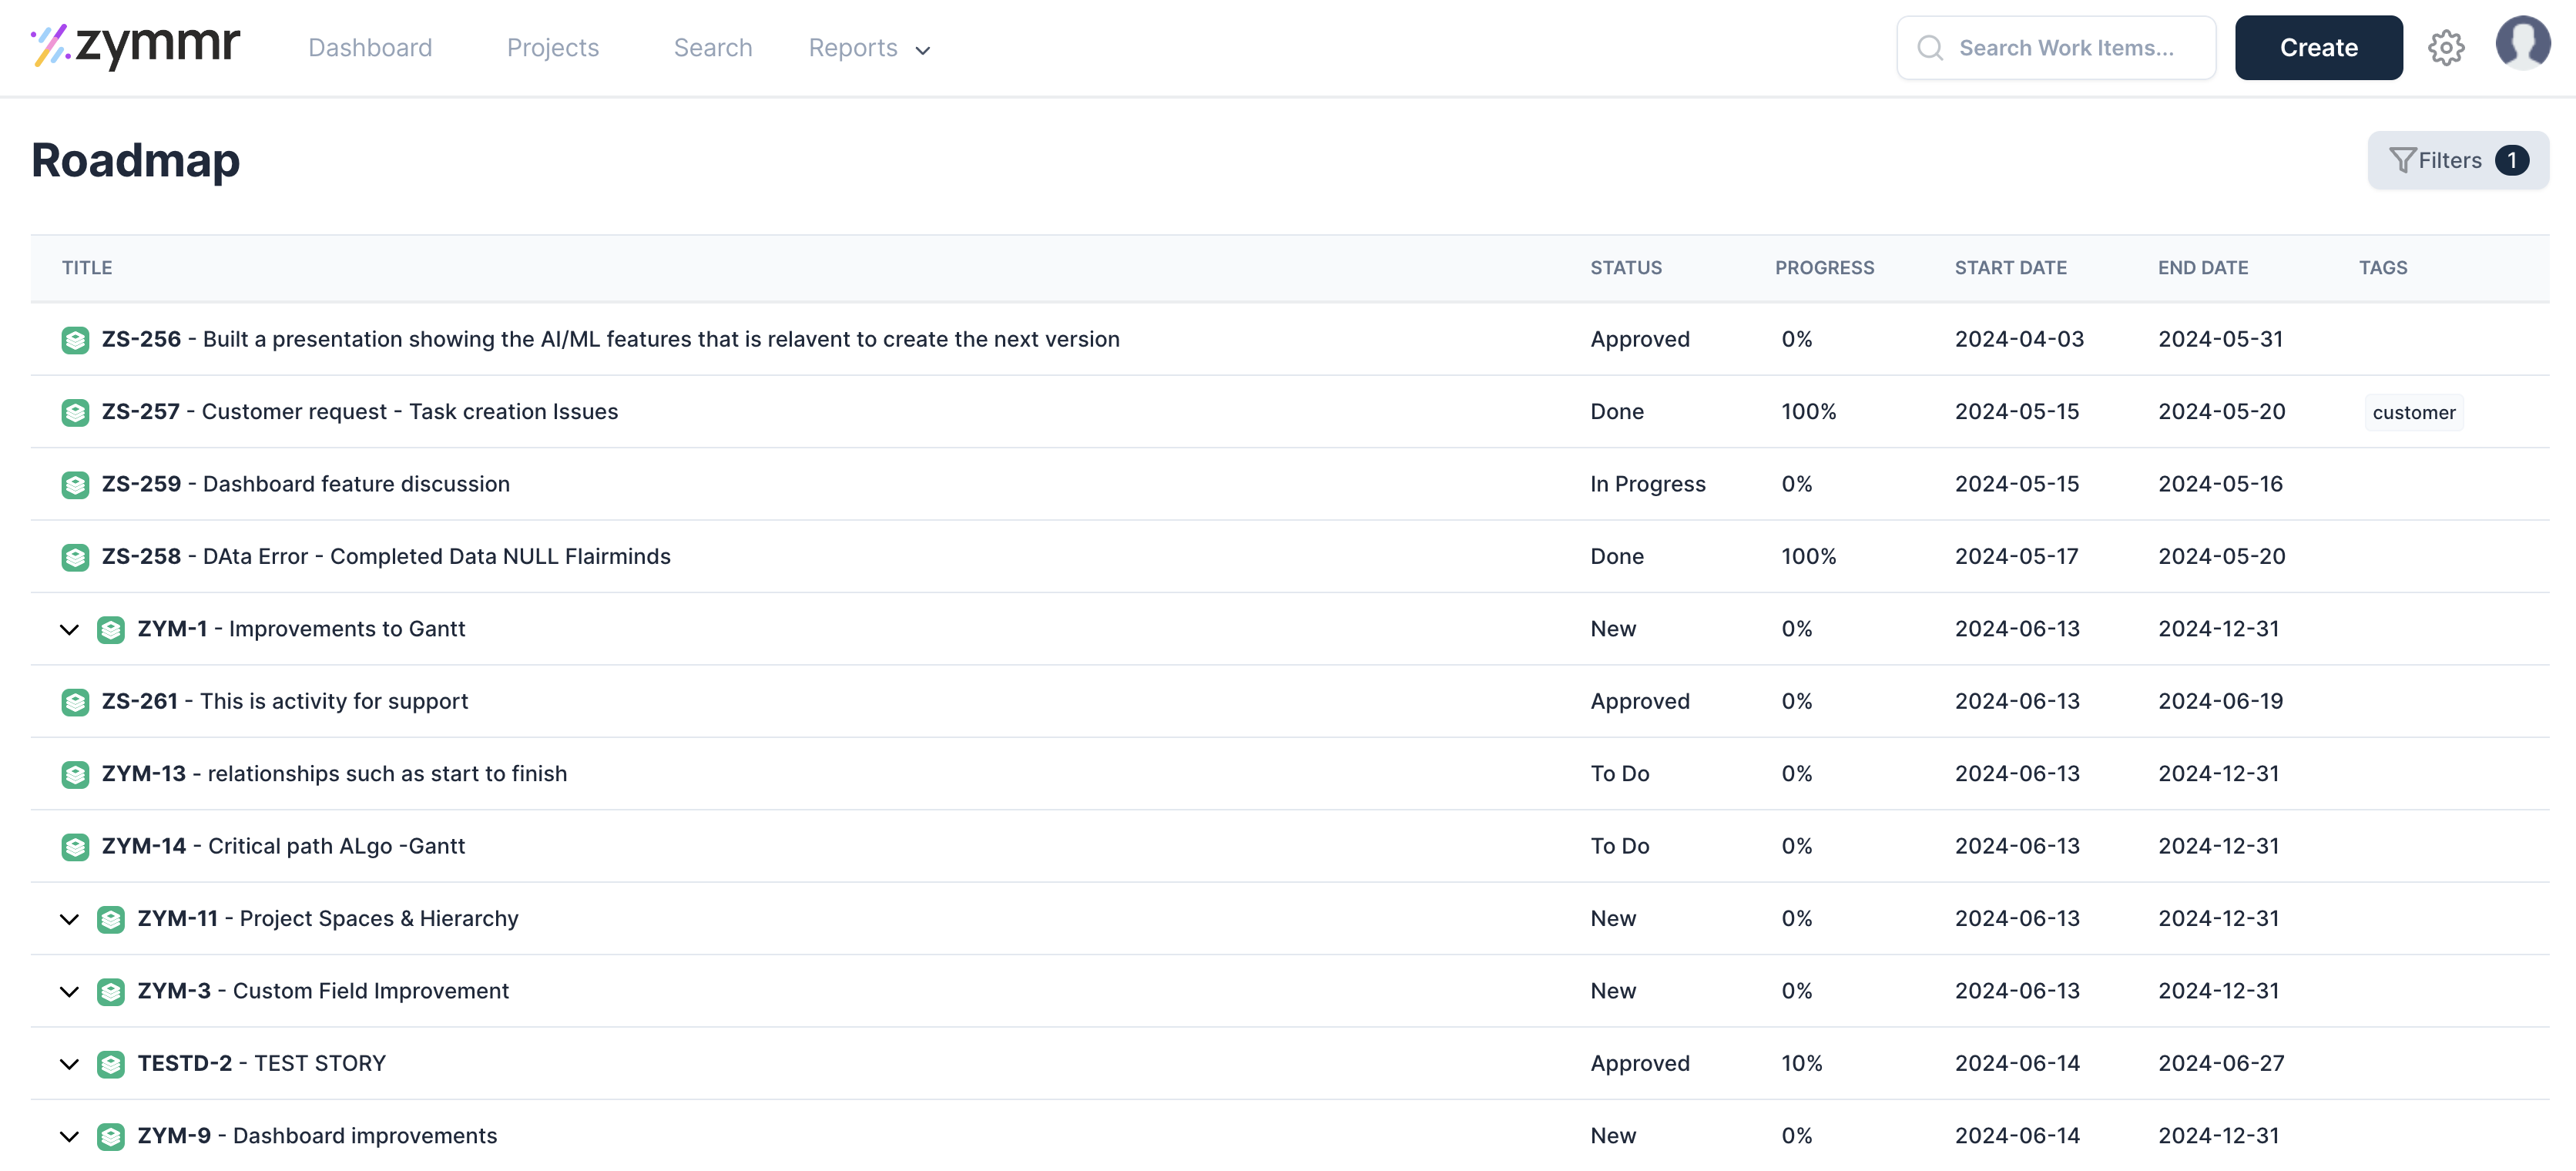 zymmr Dashboard Projects Search Reports Search Work Items... Create
Roadmap Filters 1
TITLE STATUS PROGRESS START DATE END DATE TAGS
ZS-256 - Built a presentation showing the AI/ML features that is relavent to create the next version Approved 0% 2024-04-03 2024-05-31
ZS-257 - Customer request - Task creation Issues Done 100% 2024-05-15 2024-05-20 customer
ZS-259 - Dashboard feature discussion In Progress 0% 2024-05-15 2024-05-16
ZS-258 - DAta Error - Completed Data NULL Flairminds Done 100% 2024-05-17 2024-05-20
ZYM-1 - Improvements to Gantt New 0% 2024-06-13 2024-12-31
ZS-261 - This is activity for support Approved 0% 2024-06-13 2024-06-19
ZYM-13 - relationships such as start to finish To Do 0% 2024-06-13 2024-12-31
ZYM-14 - Critical path ALgo -Gantt To Do 0% 2024-06-13 2024-12-31
ZYM-11 - Project Spaces & Hierarchy New 0% 2024-06-13 2024-12-31
ZYM-3 - Custom Field Improvement New 0% 2024-06-13 2024-12-31
TESTD-2 - TEST STORY Approved 10% 2024-06-14 2024-06-27
ZYM-9 - Dashboard improvements New 0% 2024-06-14 2024-12-31